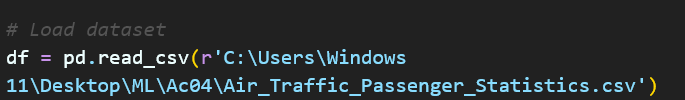 # Load dataset
df = pd.read_csv(r'C:\Users\Windows
11\Desktop\ML\Ac04\Air_Traffic_Passenger_Statistics.csv')